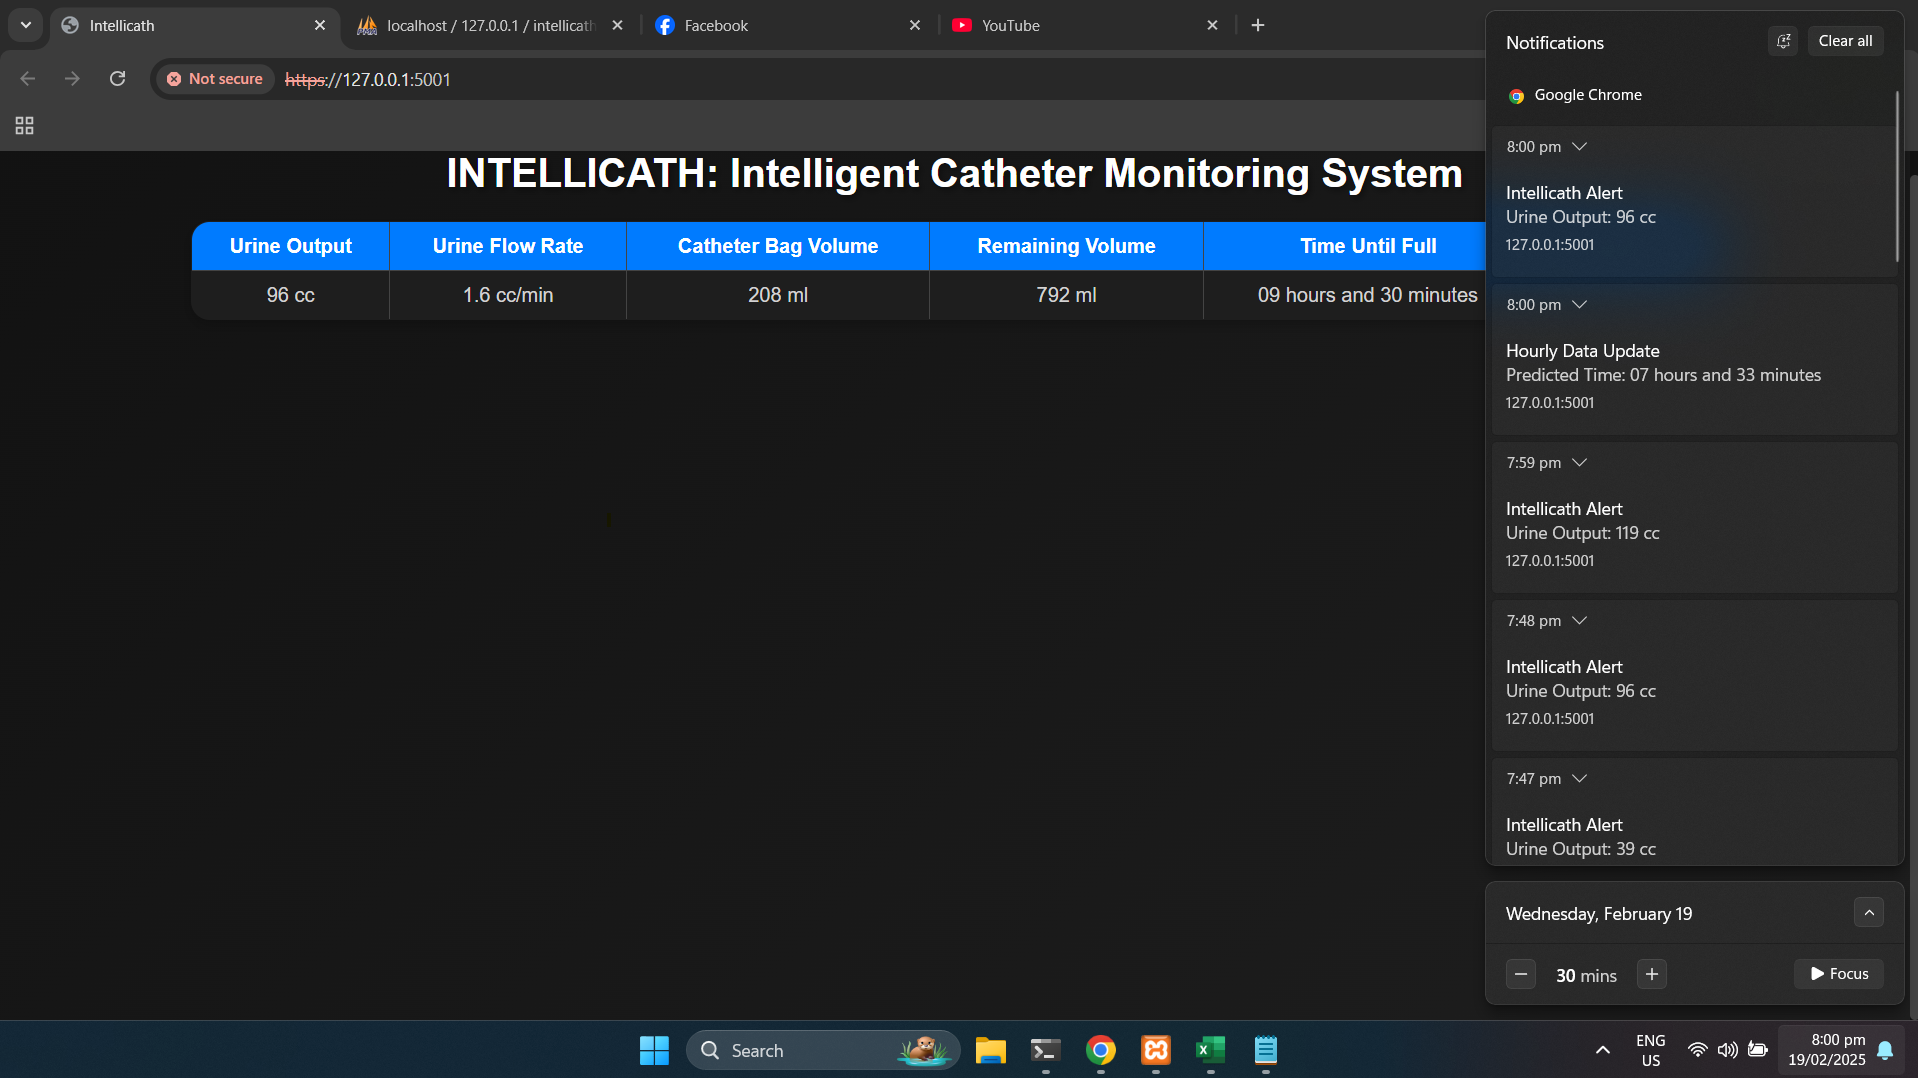 Intellicath
localhost / 127.0.0.1 / intellicath
Facebook
YouTube
Not secure
https://127.0.0.1:5001
INTELLICATH: Intelligent Catheter Monitoring System
Urine Output Urine Flow Rate Catheter Bag Volume Remaining Volume Time Until Full
96 cc 1.6 cc/min 208 ml 792 ml 09 hours and 30 minutes
Notifications
Clear all
Google Chrome
8:00 pm
Intellicath Alert
Urine Output: 96 cc
127.0.0.1:5001
8:00 pm
Hourly Data Update
Predicted Time: 07 hours and 33 minutes
127.0.0.1:5001
7:59 pm
Intellicath Alert
Urine Output: 119 cc
127.0.0.1:5001
7:48 pm
Intellicath Alert
Urine Output: 96 cc
127.0.0.1:5001
7:47 pm
Intellicath Alert
Urine Output: 39 cc
Wednesday, February 19
30 mins
Focus
Search
ENG
US
8:00 pm
19/02/2025